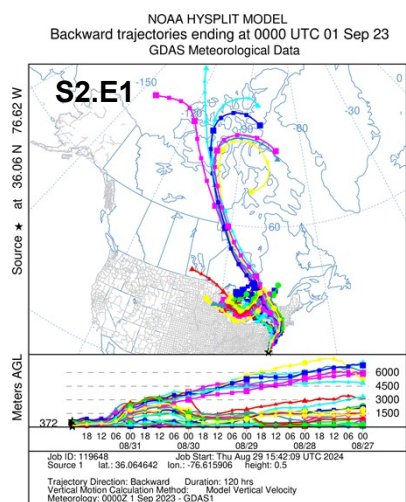 NOAA HYSPLIT MODEL
Backward trajectories ending at 0000 UTC 01 Sep 23
GDAS Meteorological Data
S2.E1
-150
-90
-30
0
60
Source ★ at 36.06 N 76.62 W
Meters AGL
6000
4500
3000
1500
372
18 12 06 00 18 12 06 00 18 12 06 00 18 12 06 00 18 12 06 00
08/31 08/30 08/29 08/28 08/27
Job ID: 119648 Job Start: Thu Aug 29 15:42:09 UTC 2024
Source 1 lat.: 36.064642 lon.: -76.615906 height: 0.5
Trajectory Direction: Backward Duration: 120 hrs
Vertical Motion Calculation Method: Model Vertical Velocity
Meteorology: 0000Z 1 Sep 2023 - GDAS1